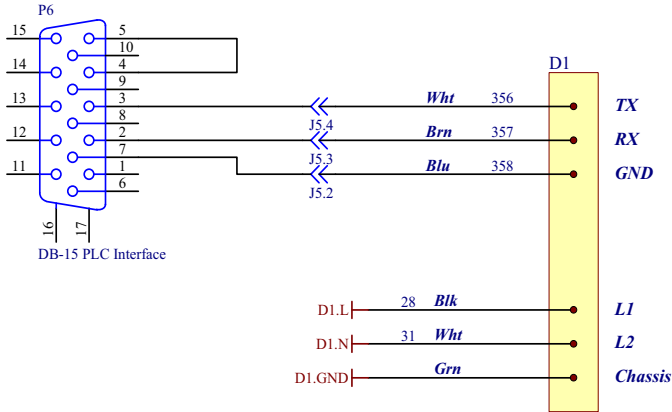 P6
15
5
10
14
4
9
13
3
8
12
2
7
11
1
6
16
17
DB-15 PLC Interface
J5.4
J5.3
J5.2
D1
Wht 356 TX
Brn 357 RX
Blu 358 GND
D1.L 28 Blk L1
D1.N 31 Wht L2
D1.GND Grn Chassis